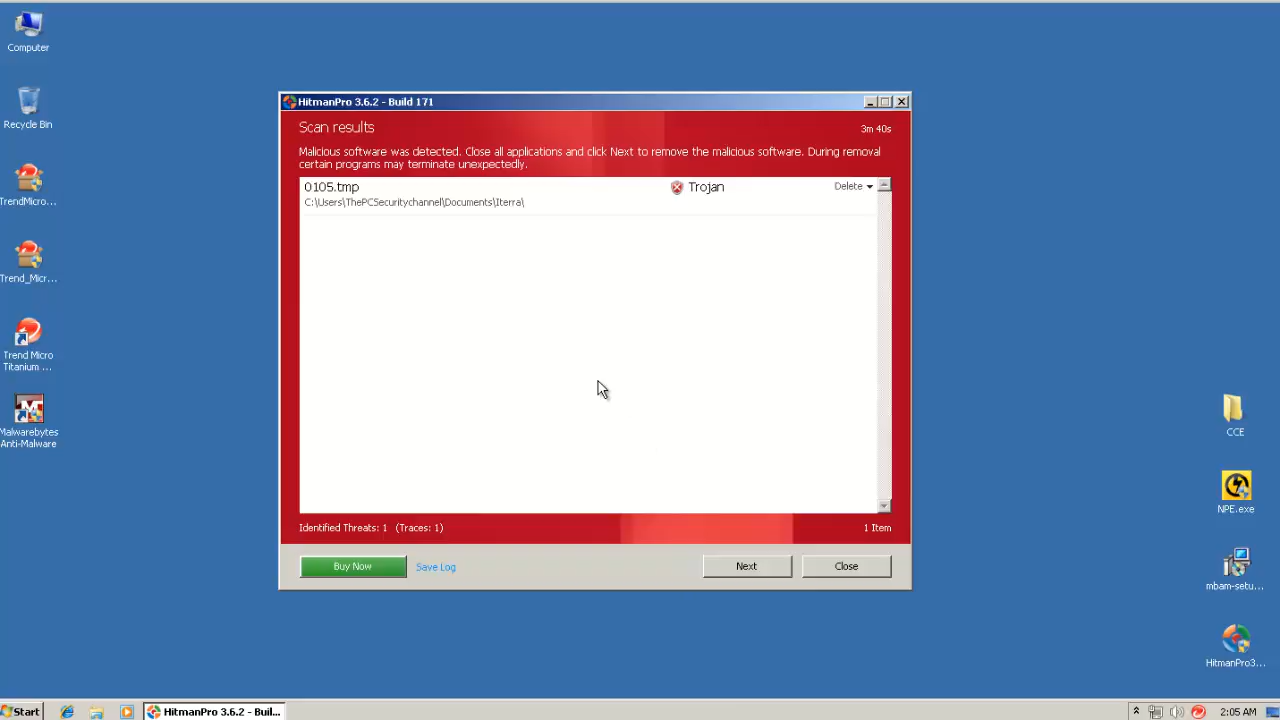 Computer
Recycle Bin
TrendMicro...
Trend_Micr...
Trend Micro
Titanium ...
Malwarebytes
Anti-Malware
HitmanPro 3.6.2 - Build 171
Scan results
3m 40s
Malicious software was detected. Close all applications and click Next to remove the malicious software. During removal
certain programs may terminate unexpectedly.
0105.tmp
Trojan
Delete
C:\Users\ThePCSecuritychannel\Documents\Iterra\
Identified Threats: 1 (Traces: 1)
1 Item
Buy Now
Save Log
Next
Close
CCE
NPE.exe
mbam-setu...
HitmanPro3...
Start
HitmanPro 3.6.2 - Buil...
2:05 AM